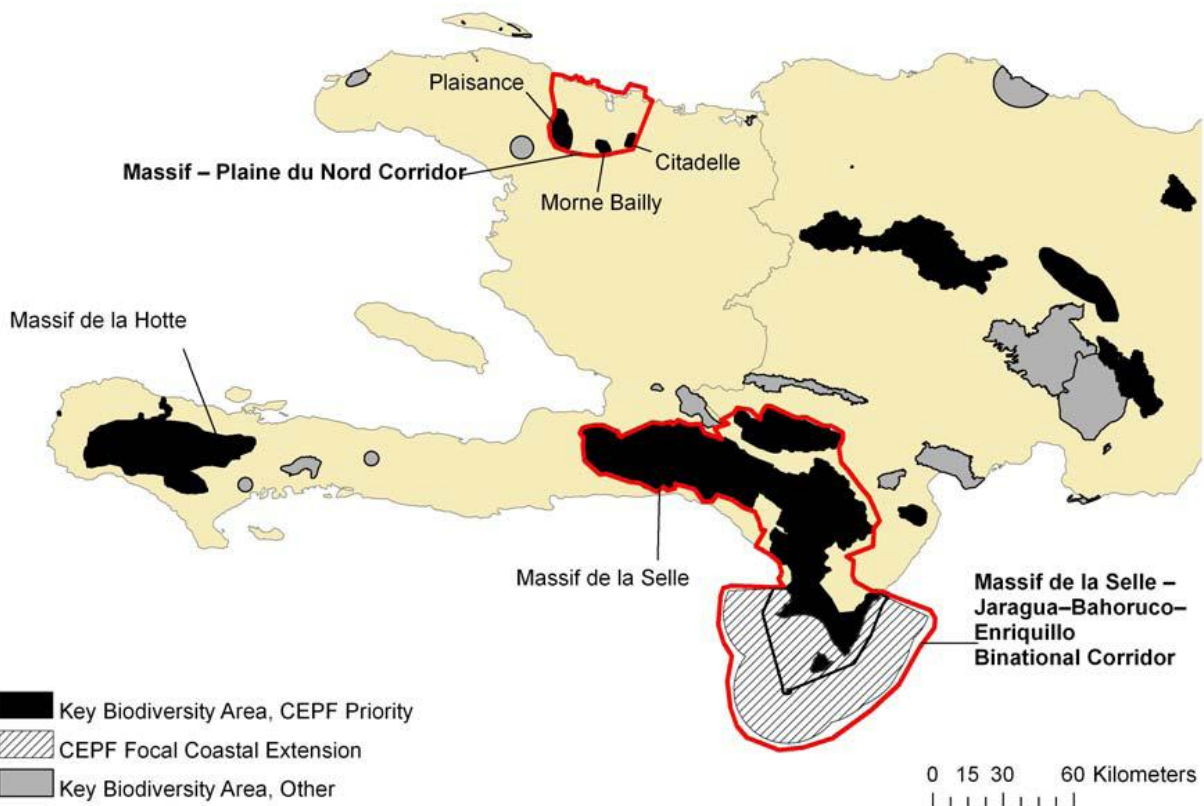 Plaisance
Massif – Plaine du Nord Corridor
Citadelle
Morne Bailly
Massif de la Hotte
Massif de la Selle
Massif de la Selle –
Jaragua–Bahoruco–
Enriquillo
Binational Corridor
Key Biodiversity Area, CEPF Priority
CEPF Focal Coastal Extension
Key Biodiversity Area, Other
0 15 30 60 Kilometers